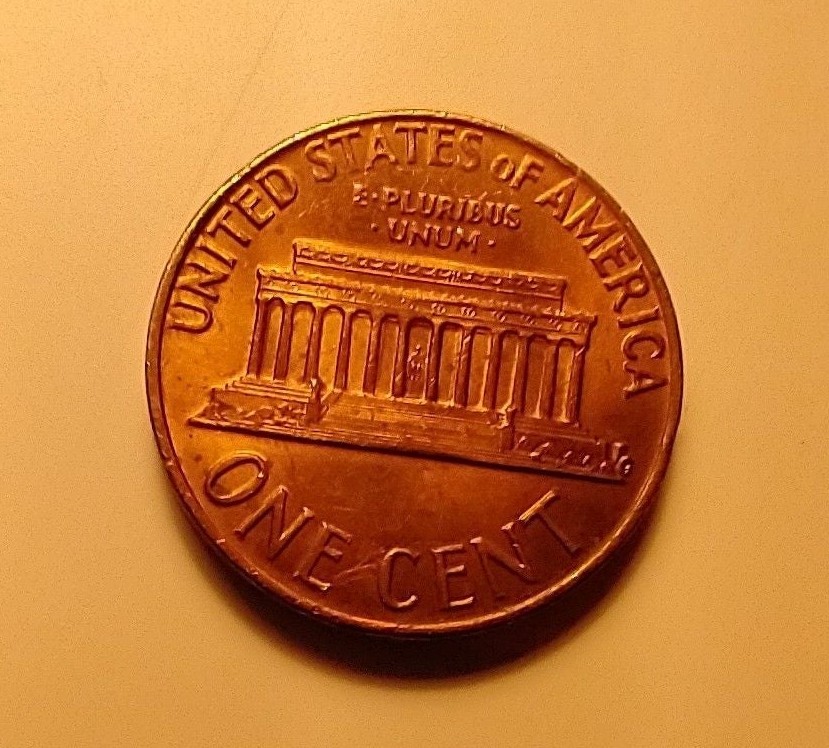 UNITED STATES OF AMERICA
E·PLURIBUS
·UNUM·
ONE CENT